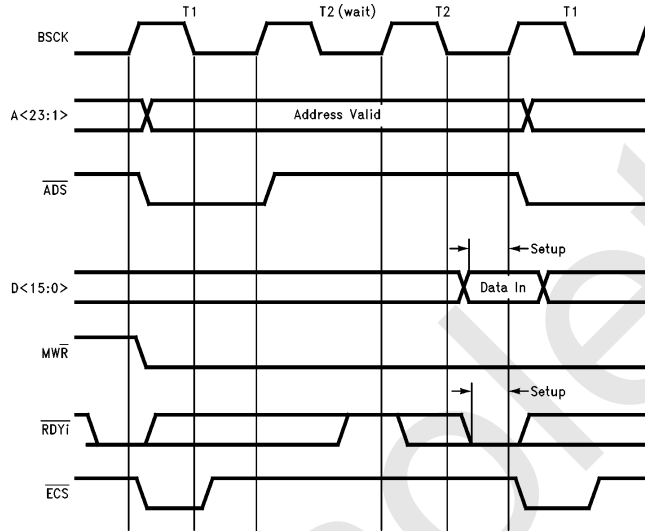 T1 T2 (wait) T2 T1
BSCK
A<23:1> Address Valid
ADS
Setup
D<15:0> Data In
MWR
Setup
RDYi
ECS